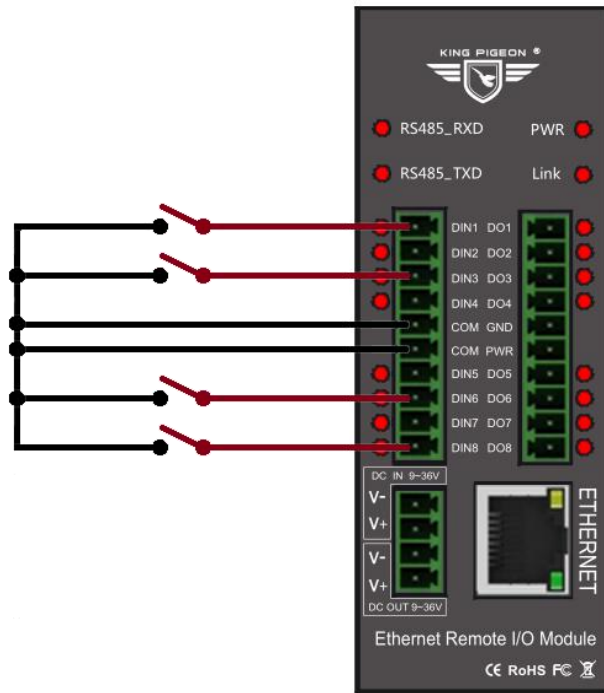 KING PIGEON ®
RS485_RXD PWR
RS485_TXD Link
DIN1 DO1
DIN2 DO2
DIN3 DO3
DIN4 DO4
COM GND
COM PWR
DIN5 DO5
DIN6 DO6
DIN7 DO7
DIN8 DO8
DC IN 9-36V
V-
V+
V-
V+
DC OUT 9-36V
ETHERNET
Ethernet Remote I/O Module
CE RoHS FC